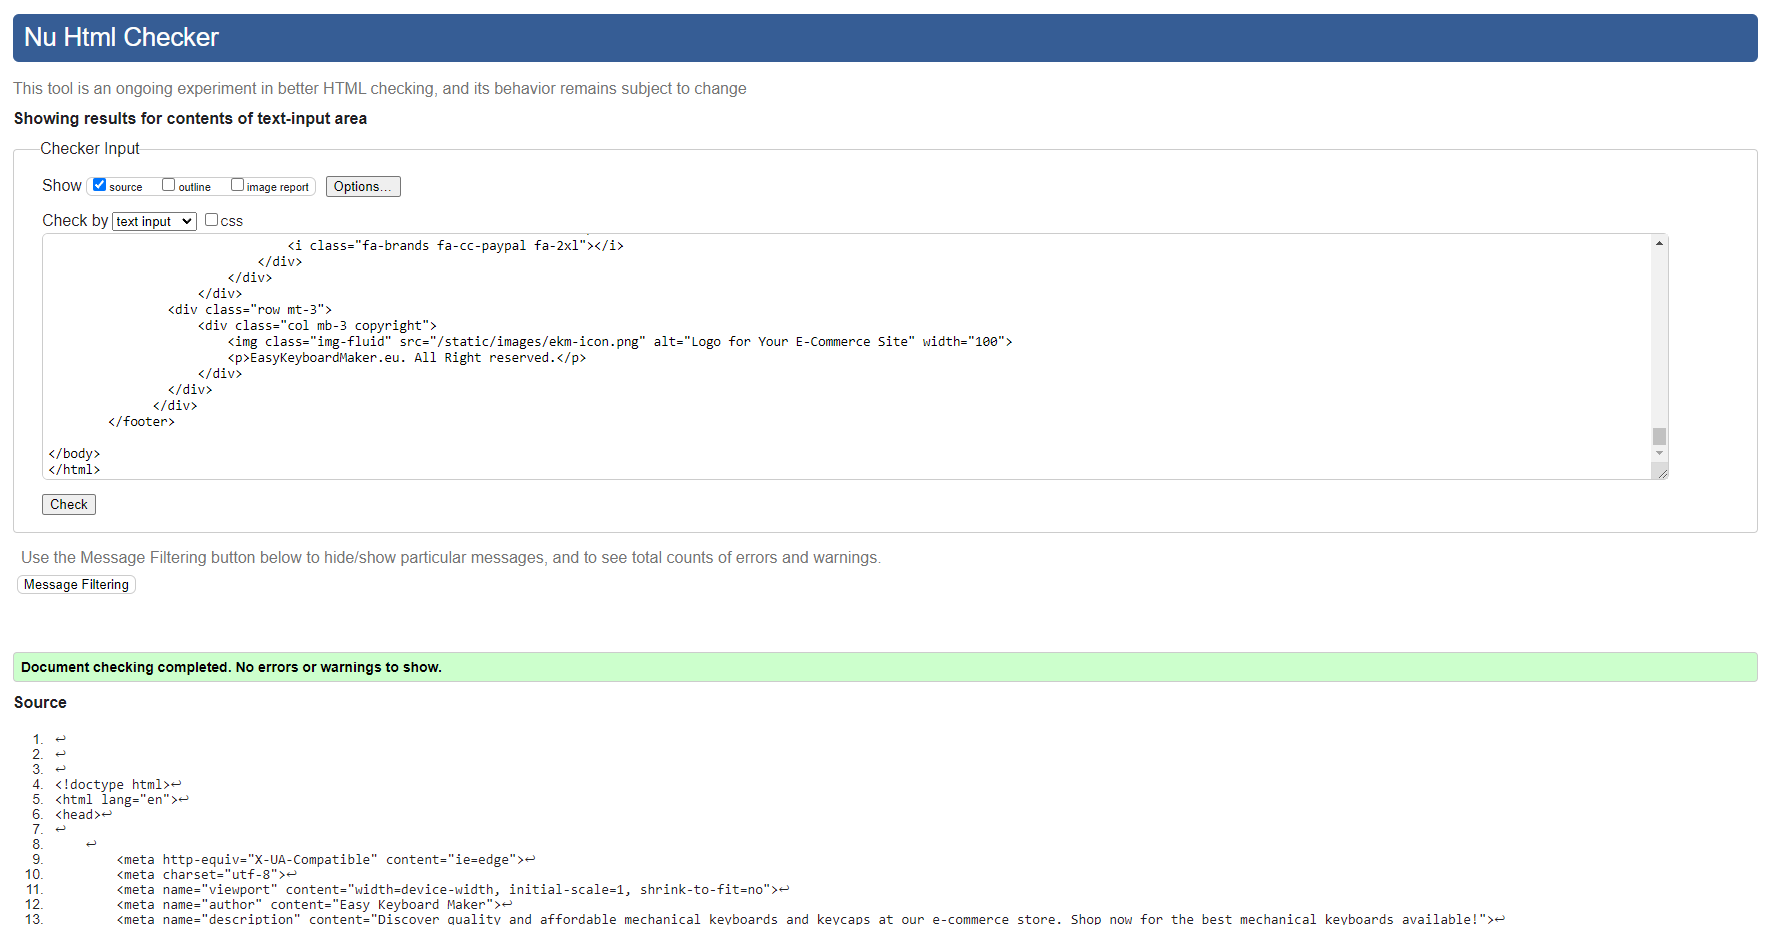 Nu Html Checker
This tool is an ongoing experiment in better HTML checking, and its behavior remains subject to change
Showing results for contents of text-input area
Checker Input
Show source outline image report Options...
Check by text input css
<i class="fa-brands fa-cc-paypal fa-2xl"></i>
</div>
</div>
</div>
<div class="row mt-3">
<div class="col mb-3 copyright">
<img class="img-fluid" src="/static/images/ekm-icon.png" alt="Logo for Your E-Commerce Site" width="100">
<p>EasyKeyboardMaker.eu. All Right reserved.</p>
</div>
</div>
</div>
</footer>
</body>
</html>
Check
Use the Message Filtering button below to hide/show particular messages, and to see total counts of errors and warnings.
Message Filtering
Document checking completed. No errors or warnings to show.
Source
1. ↩
2. ↩
3. ↩
4. <!doctype html>↩
5. <html lang="en">↩
6. <head>↩
7. ↩
8. ↩
9. <meta http-equiv="X-UA-Compatible" content="ie=edge">↩
10. <meta charset="utf-8">↩
11. <meta name="viewport" content="width=device-width, initial-scale=1, shrink-to-fit=no">↩
12. <meta name="author" content="Easy Keyboard Maker">↩
13. <meta name="description" content="Discover quality and affordable mechanical keyboards and keycaps at our e-commerce store. Shop now for the best mechanical keyboards available!">↩